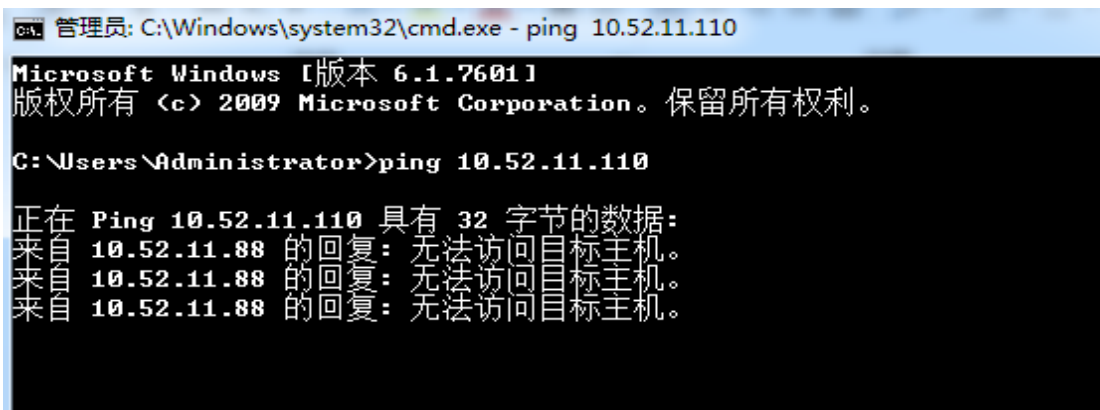 管理员: C:\Windows\system32\cmd.exe - ping 10.52.11.110
Microsoft Windows [版本 6.1.7601]
版权所有 (c) 2009 Microsoft Corporation。保留所有权利。
C:\Users\Administrator>ping 10.52.11.110
正在 Ping 10.52.11.110 具有 32 字节的数据:
来自 10.52.11.88 的回复: 无法访问目标主机。
来自 10.52.11.88 的回复: 无法访问目标主机。
来自 10.52.11.88 的回复: 无法访问目标主机。